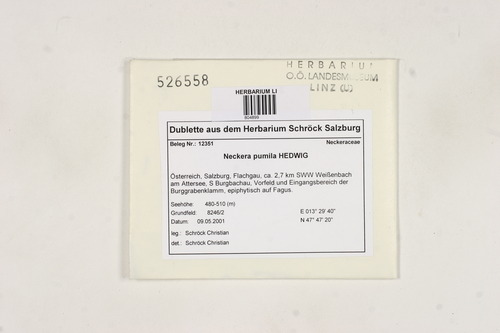 HERBARIUM
O.Ö. LANDESMUSEUM
LINZ (U)
526558
HERBARIUM LI
Dublette aus dem Herbarium Schröck Salzburg
Beleg Nr.: 12381 Neckeraceae
Neckera pumila HEDWIG
Österreich, Salzburg, Flachgau, ca. 2,7 km SWW Weißenbach
am Attersee, S Burgbachau, Vorfeld und Eingangsbereich der
Burggrabenklamm, epiphytisch auf Fagus.
Seehöhe: 480-510 (m)
Grundfeld: 8246/2 E 013° 29' 40"
Datum: 09.05.2001 N 47° 47' 20"
leg.: Schröck Christian
det.: Schröck Christian